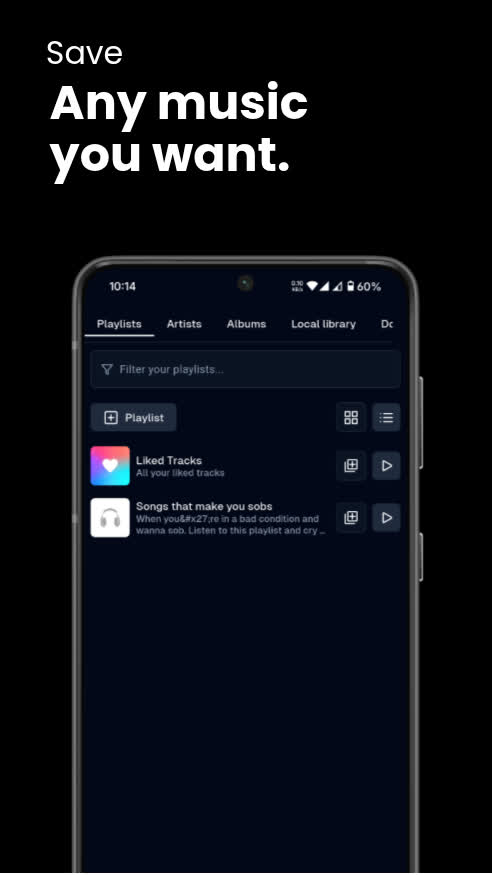 Save
Any music
you want.
10:14
0.10
KB/s
60%
Playlists Artists Albums Local library Dc
Filter your playlists...
Playlist
Liked Tracks
All your liked tracks
Songs that make you sobs
When you&#x27;re in a bad condition and
wanna sob. Listen to this playlist and cry ...